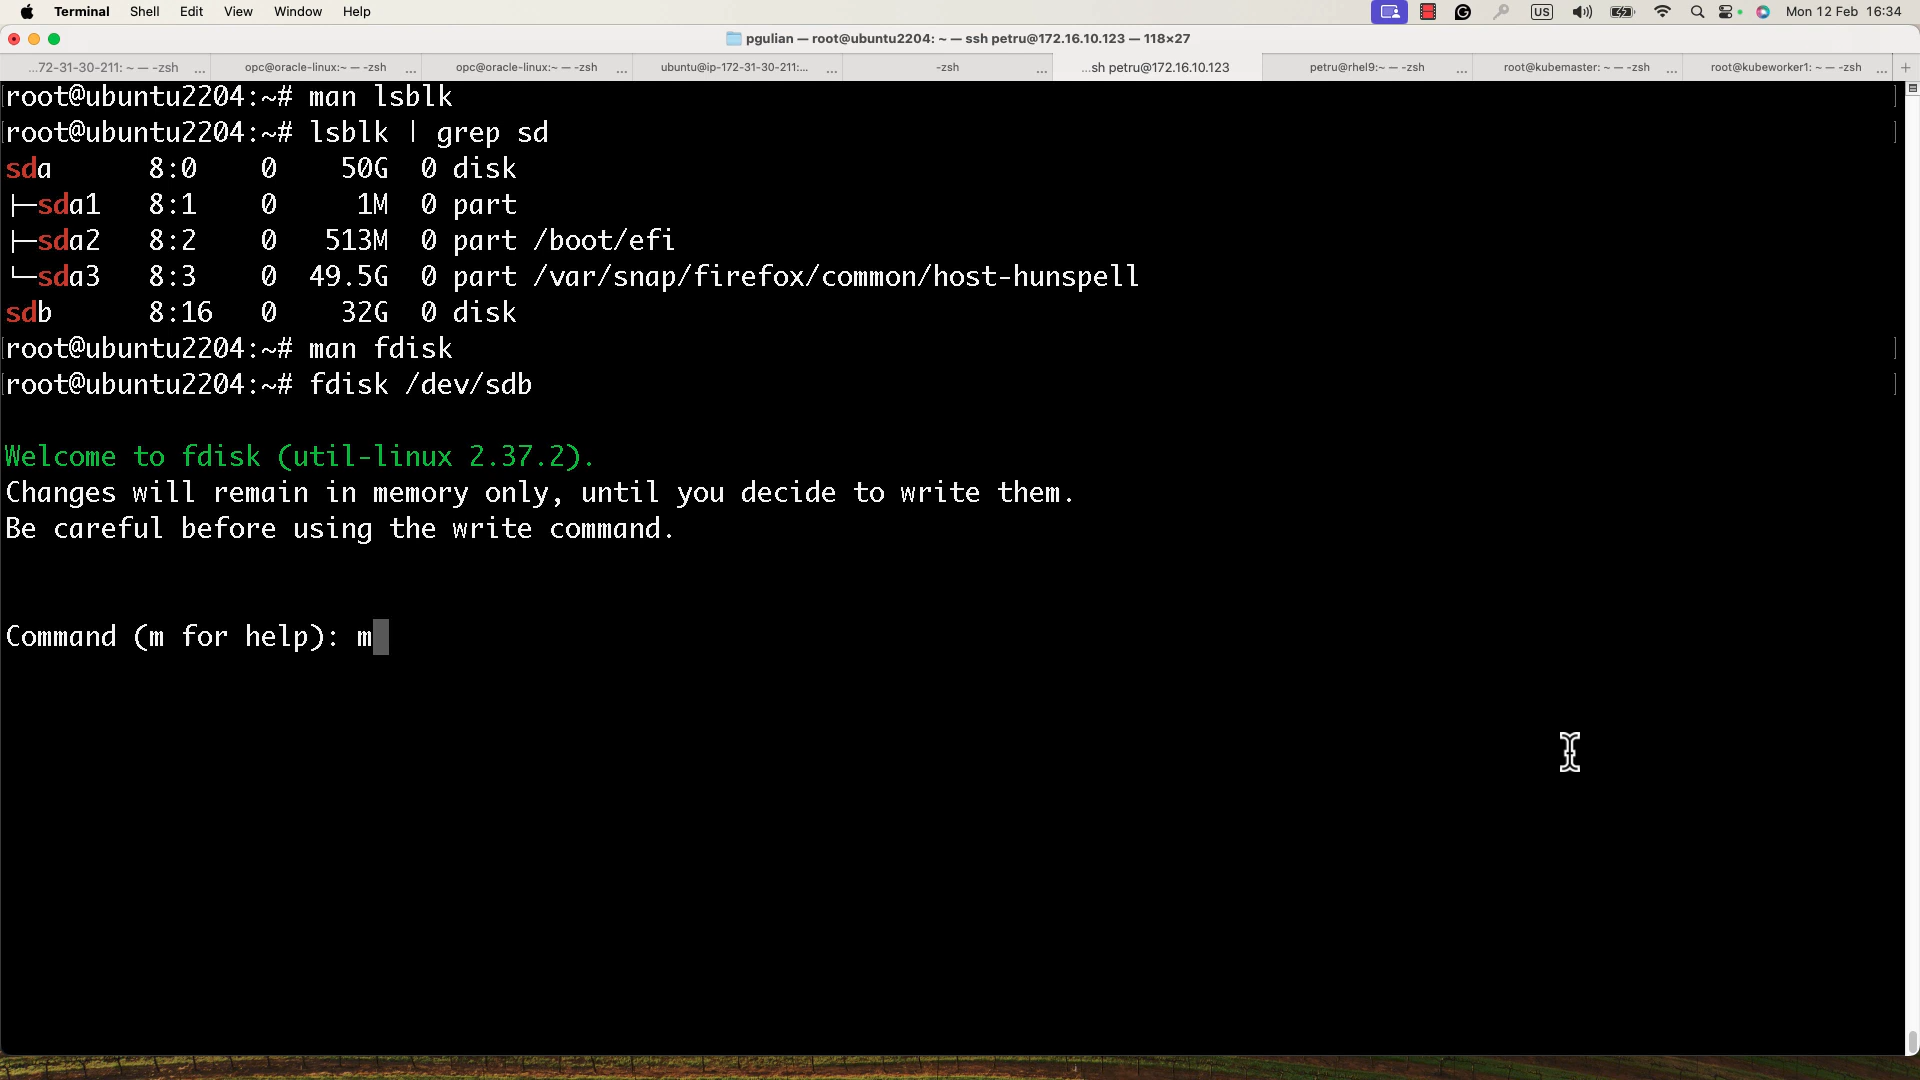 Terminal Shell Edit View Window Help US Mon 12 Feb 16:34
pgulian — root@ubuntu2204: ~ — ssh petru@172.16.10.123 — 118×27
...72-31-30-211: ~ — -zsh ... opc@oracle-linux:~ — -zsh ... opc@oracle-linux:~ — -zsh ... ubuntu@ip-172-31-30-211:... ... -zsh ... ...sh petru@172.16.10.123 petru@rhel9:~ — -zsh ... root@kubemaster: ~ — -zsh ... root@kubeworker1: ~ — -zsh ... +
[root@ubuntu2204:~# man lsblk ]
[root@ubuntu2204:~# lsblk | grep sd ]
sda 8:0 0 50G 0 disk
├─sda1 8:1 0 1M 0 part
├─sda2 8:2 0 513M 0 part /boot/efi
└─sda3 8:3 0 49.5G 0 part /var/snap/firefox/common/host-hunspell
sdb 8:16 0 32G 0 disk
[root@ubuntu2204:~# man fdisk ]
[root@ubuntu2204:~# fdisk /dev/sdb ]
Welcome to fdisk (util-linux 2.37.2).
Changes will remain in memory only, until you decide to write them.
Be careful before using the write command.
Command (m for help): m